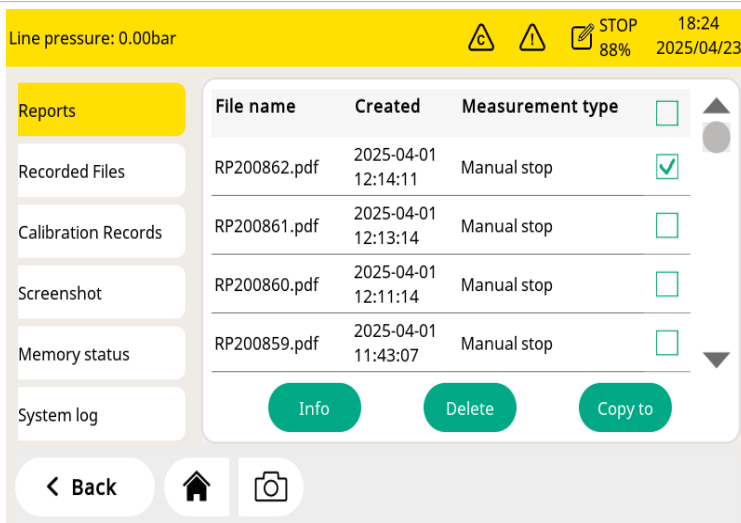 Line pressure: 0.00bar
C
!
STOP
88%
18:24
2025/04/23
Reports
Recorded Files
Calibration Records
Screenshot
Memory status
System log
File name Created Measurement type
RP200862.pdf 2025-04-01 12:14:11 Manual stop
RP200861.pdf 2025-04-01 12:13:14 Manual stop
RP200860.pdf 2025-04-01 12:11:14 Manual stop
RP200859.pdf 2025-04-01 11:43:07 Manual stop
Info Delete Copy to
Back